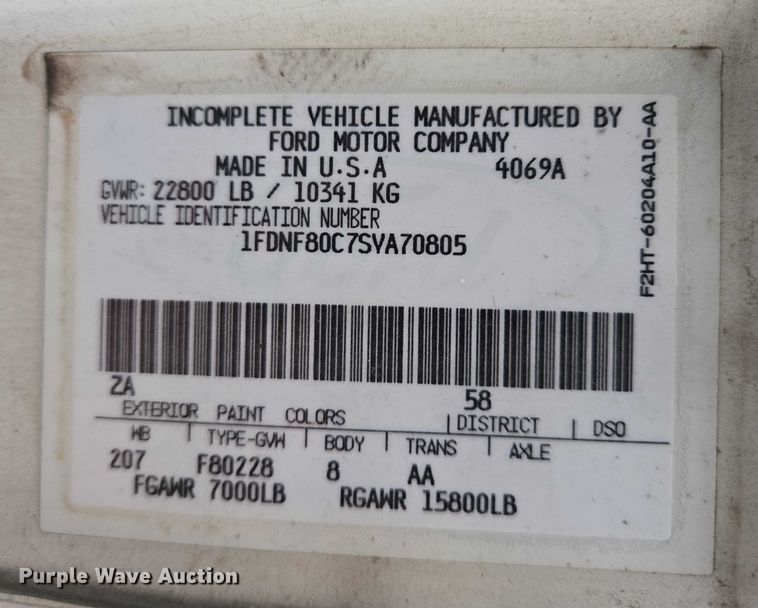 INCOMPLETE VEHICLE MANUFACTURED BY
FORD MOTOR COMPANY
MADE IN U.S.A 4069A
GVWR: 22800 LB / 10341 KG
VEHICLE IDENTIFICATION NUMBER
1FDNF80C7SVA70805
F2HT-60204A10-AA
ZA 58
EXTERIOR PAINT COLORS | DISTRICT | DSO
WB | TYPE-GVW | BODY | TRANS | AXLE
207 F80228 8 AA
FGAWR 7000LB RGAWR 15800LB
Purple Wave Auction